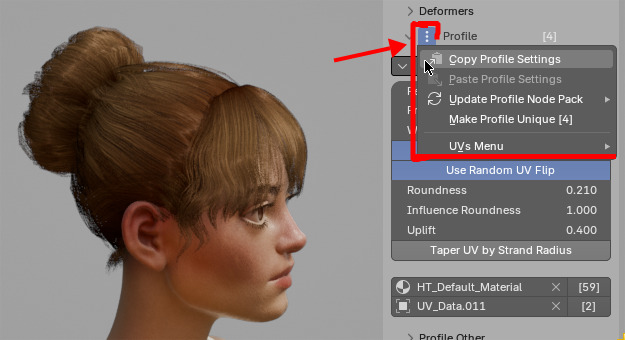 Deformers
Profile [4]
Copy Profile Settings
Paste Profile Settings
Update Profile Node Pack
Make Profile Unique [4]
UVs Menu
Use Random UV Flip
Roundness 0.210
Influence Roundness 1.000
Uplift 0.400
Taper UV by Strand Radius
HT_Default_Material [59]
UV_Data.011 [2]
Profile Other